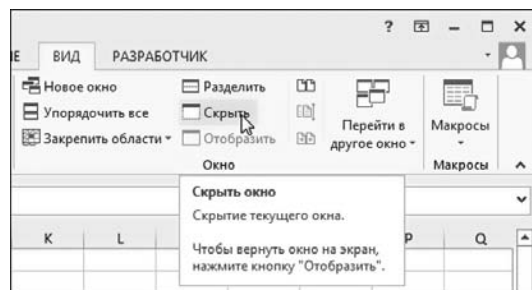 ?
Е ВИД РАЗРАБОТЧИК
Новое окно
Упорядочить все
Закрепить области
Разделить
Скрыть
Отобразить
Перейти в
другое окно
Макросы
Окно
Макросы
Скрыть окно
Скрытие текущего окна.
Чтобы вернуть окно на экран,
нажмите кнопку "Отобразить".
K L P Q